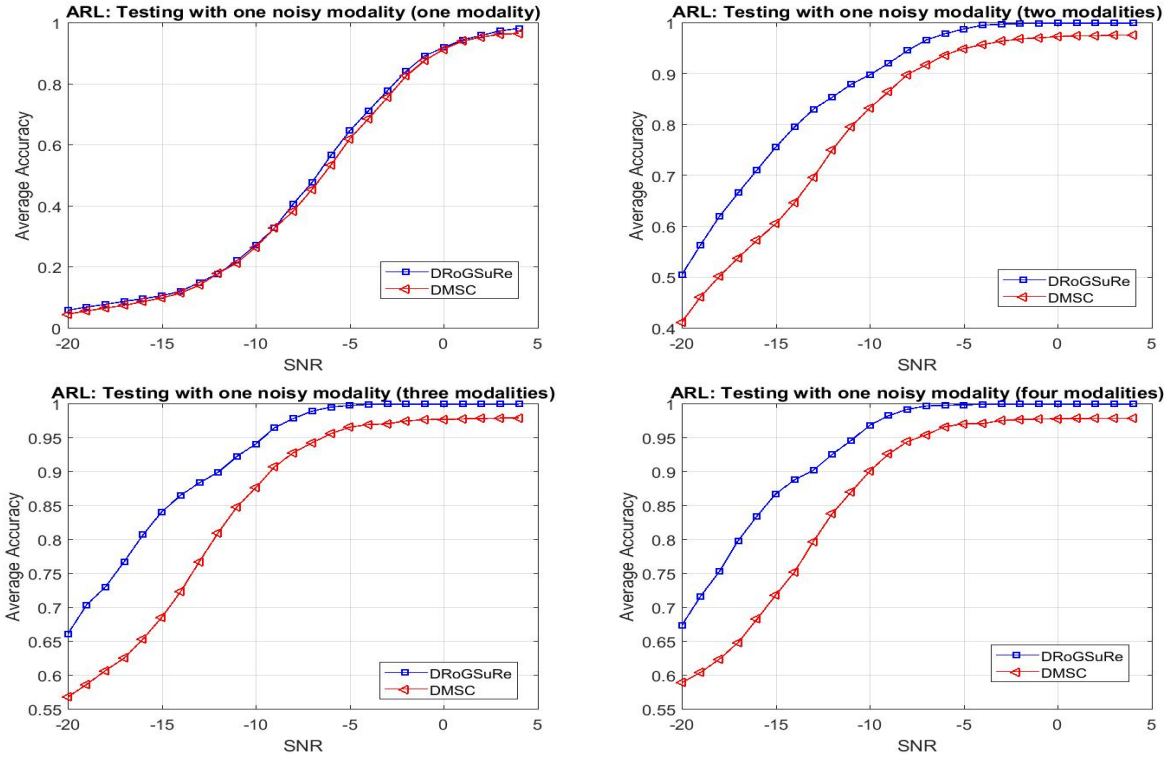 ARL: Testing with one noisy modality (one modality)
1
0.8
0.6
0.4
0.2
0
Average Accuracy
-20 -15 -10 -5 0 5
SNR
DRoGSuRe
DMSC
ARL: Testing with one noisy modality (two modalities)
1
0.9
0.8
0.7
0.6
0.5
0.4
Average Accuracy
-20 -15 -10 -5 0 5
SNR
DRoGSuRe
DMSC
ARL: Testing with one noisy modality (three modalities)
1
0.95
0.9
0.85
0.8
0.75
0.7
0.65
0.6
0.55
Average Accuracy
-20 -15 -10 -5 0 5
SNR
DRoGSuRe
DMSC
ARL: Testing with one noisy modality (four modalities)
1
0.95
0.9
0.85
0.8
0.75
0.7
0.65
0.6
0.55
Average Accuracy
-20 -15 -10 -5 0 5
SNR
DRoGSuRe
DMSC